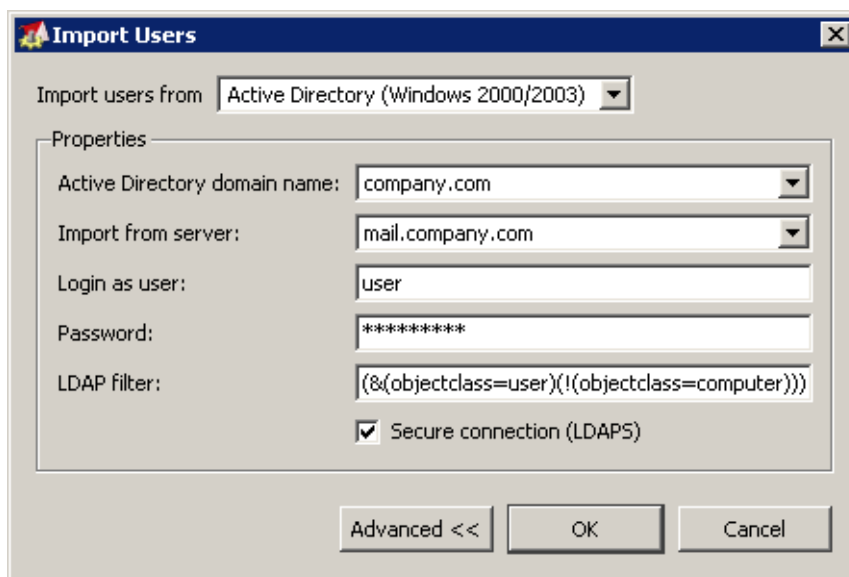 Import Users
Import users from Active Directory (Windows 2000/2003)
Properties
Active Directory domain name: company.com
Import from server: mail.company.com
Login as user: user
Password: *********
LDAP filter: (&(objectclass=user)(!(objectclass=computer)))
Secure connection (LDAPS)
Advanced << OK Cancel